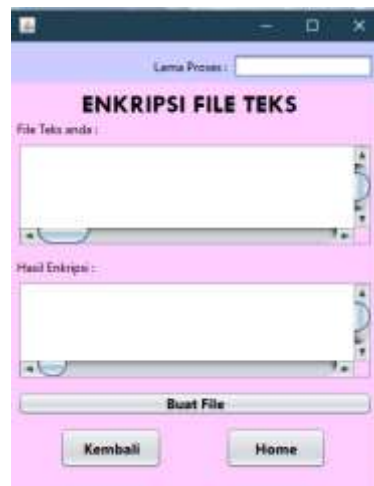 Lama Proses :
ENKRIPSI FILE TEKS
File Teks anda :
Hasil Enkripsi :
Buat File
Kembali
Home